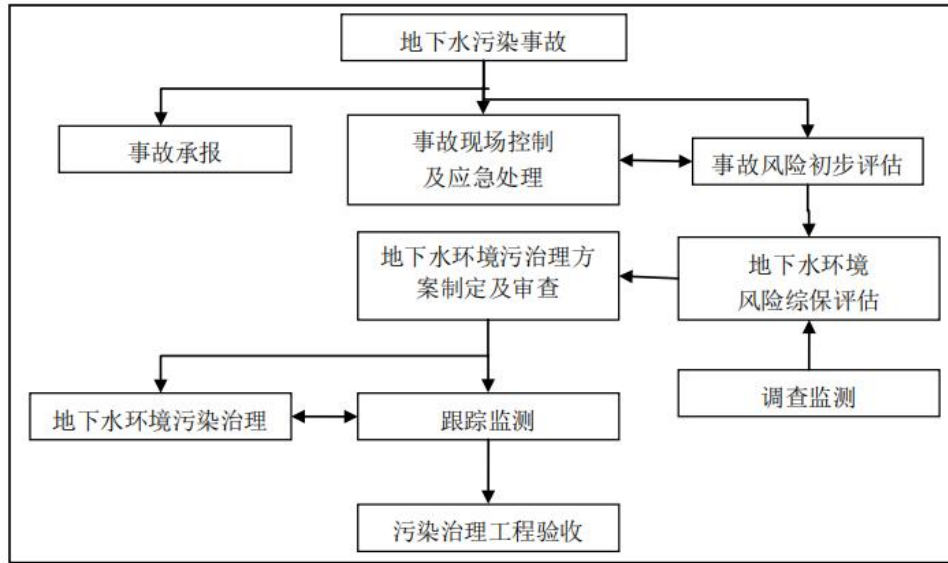 地下水污染事故
事故承报
事故现场控制
及应急处理
事故风险初步评估
地下水环境污治理方
案制定及审查
地下水环境
风险综保评估
地下水环境污染治理
跟踪监测
调查监测
污染治理工程验收